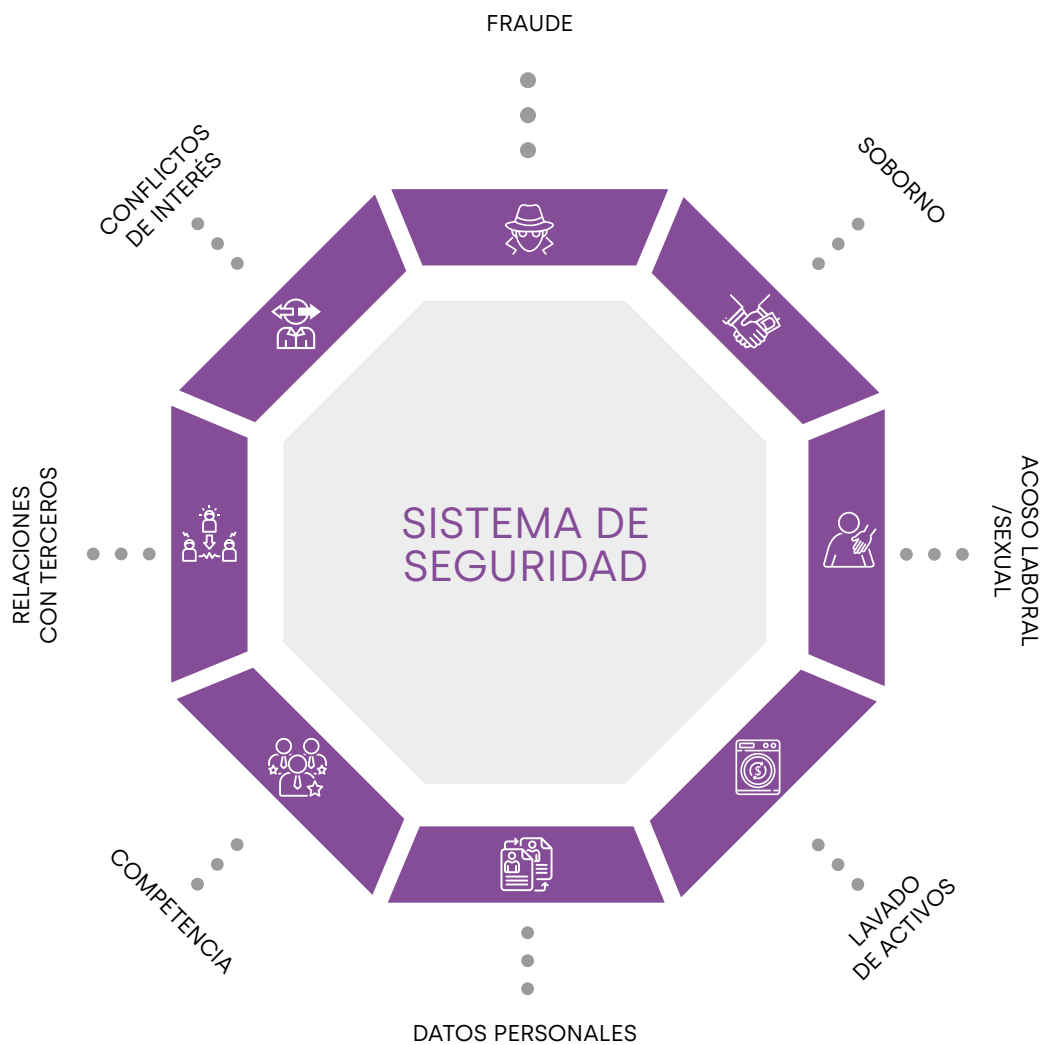 FRAUDE
SOBORNO
ACOSO LABORAL
/SEXUAL
LAVADO
DE ACTIVOS
DATOS PERSONALES
COMPETENCIA
RELACIONES
CON TERCEROS
CONFLICTOS
DE INTERÉS
SISTEMA DE
SEGURIDAD
$